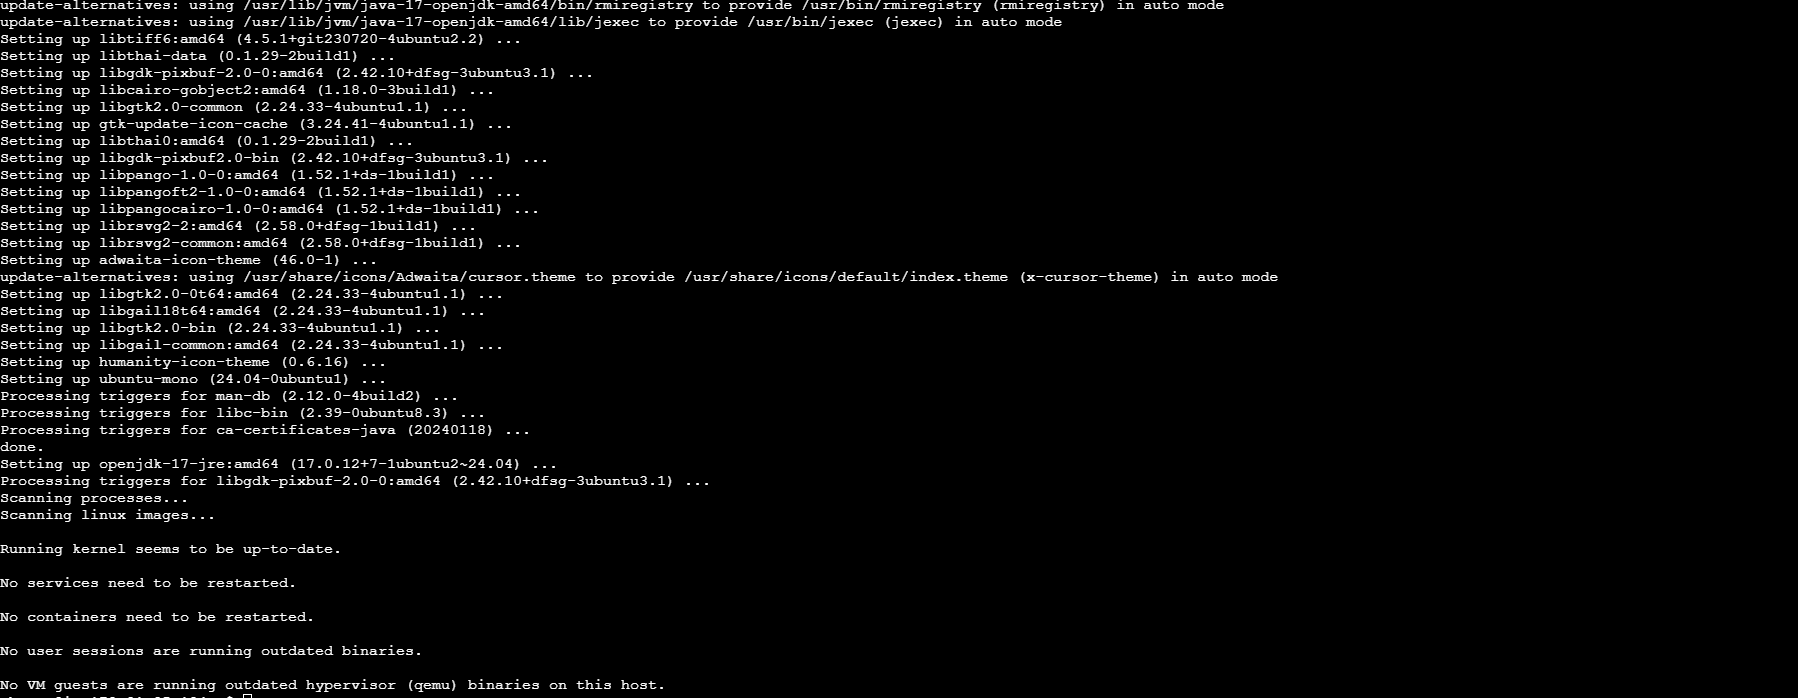 update-alternatives: using /usr/lib/jvm/java-17-openjdk-amd64/bin/rmiregistry to provide /usr/bin/rmiregistry (rmiregistry) in auto mode
update-alternatives: using /usr/lib/jvm/java-17-openjdk-amd64/lib/jexec to provide /usr/bin/jexec (jexec) in auto mode
Setting up libtiff6:amd64 (4.5.1+git230720-4ubuntu2.2) ...
Setting up libthai-data (0.1.29-2build1) ...
Setting up libgdk-pixbuf-2.0-0:amd64 (2.42.10+dfsg-3ubuntu3.1) ...
Setting up libcairo-gobject2:amd64 (1.18.0-3build1) ...
Setting up libgtk2.0-common (2.24.33-4ubuntu1.1) ...
Setting up gtk-update-icon-cache (3.24.41-4ubuntu1.1) ...
Setting up libthai0:amd64 (0.1.29-2build1) ...
Setting up libgdk-pixbuf2.0-bin (2.42.10+dfsg-3ubuntu3.1) ...
Setting up libpango-1.0-0:amd64 (1.52.1+ds-1build1) ...
Setting up libpangoft2-1.0-0:amd64 (1.52.1+ds-1build1) ...
Setting up libpangocairo-1.0-0:amd64 (1.52.1+ds-1build1) ...
Setting up librsvg2-2:amd64 (2.58.0+dfsg-1build1) ...
Setting up librsvg2-common:amd64 (2.58.0+dfsg-1build1) ...
Setting up adwaita-icon-theme (46.0-1) ...
update-alternatives: using /usr/share/icons/Adwaita/cursor.theme to provide /usr/share/icons/default/index.theme (x-cursor-theme) in auto mode
Setting up libgtk2.0-0t64:amd64 (2.24.33-4ubuntu1.1) ...
Setting up libgail18t64:amd64 (2.24.33-4ubuntu1.1) ...
Setting up libgtk2.0-bin (2.24.33-4ubuntu1.1) ...
Setting up libgail-common:amd64 (2.24.33-4ubuntu1.1) ...
Setting up humanity-icon-theme (0.6.16) ...
Setting up ubuntu-mono (24.04-0ubuntu1) ...
Processing triggers for man-db (2.12.0-4build2) ...
Processing triggers for libc-bin (2.39-0ubuntu8.3) ...
Processing triggers for ca-certificates-java (20240118) ...
done.
Setting up openjdk-17-jre:amd64 (17.0.12+7-1ubuntu2~24.04) ...
Processing triggers for libgdk-pixbuf-2.0-0:amd64 (2.42.10+dfsg-3ubuntu3.1) ...
Scanning processes...
Scanning linux images...
Running kernel seems to be up-to-date.
No services need to be restarted.
No containers need to be restarted.
No user sessions are running outdated binaries.
No VM guests are running outdated hypervisor (qemu) binaries on this host.